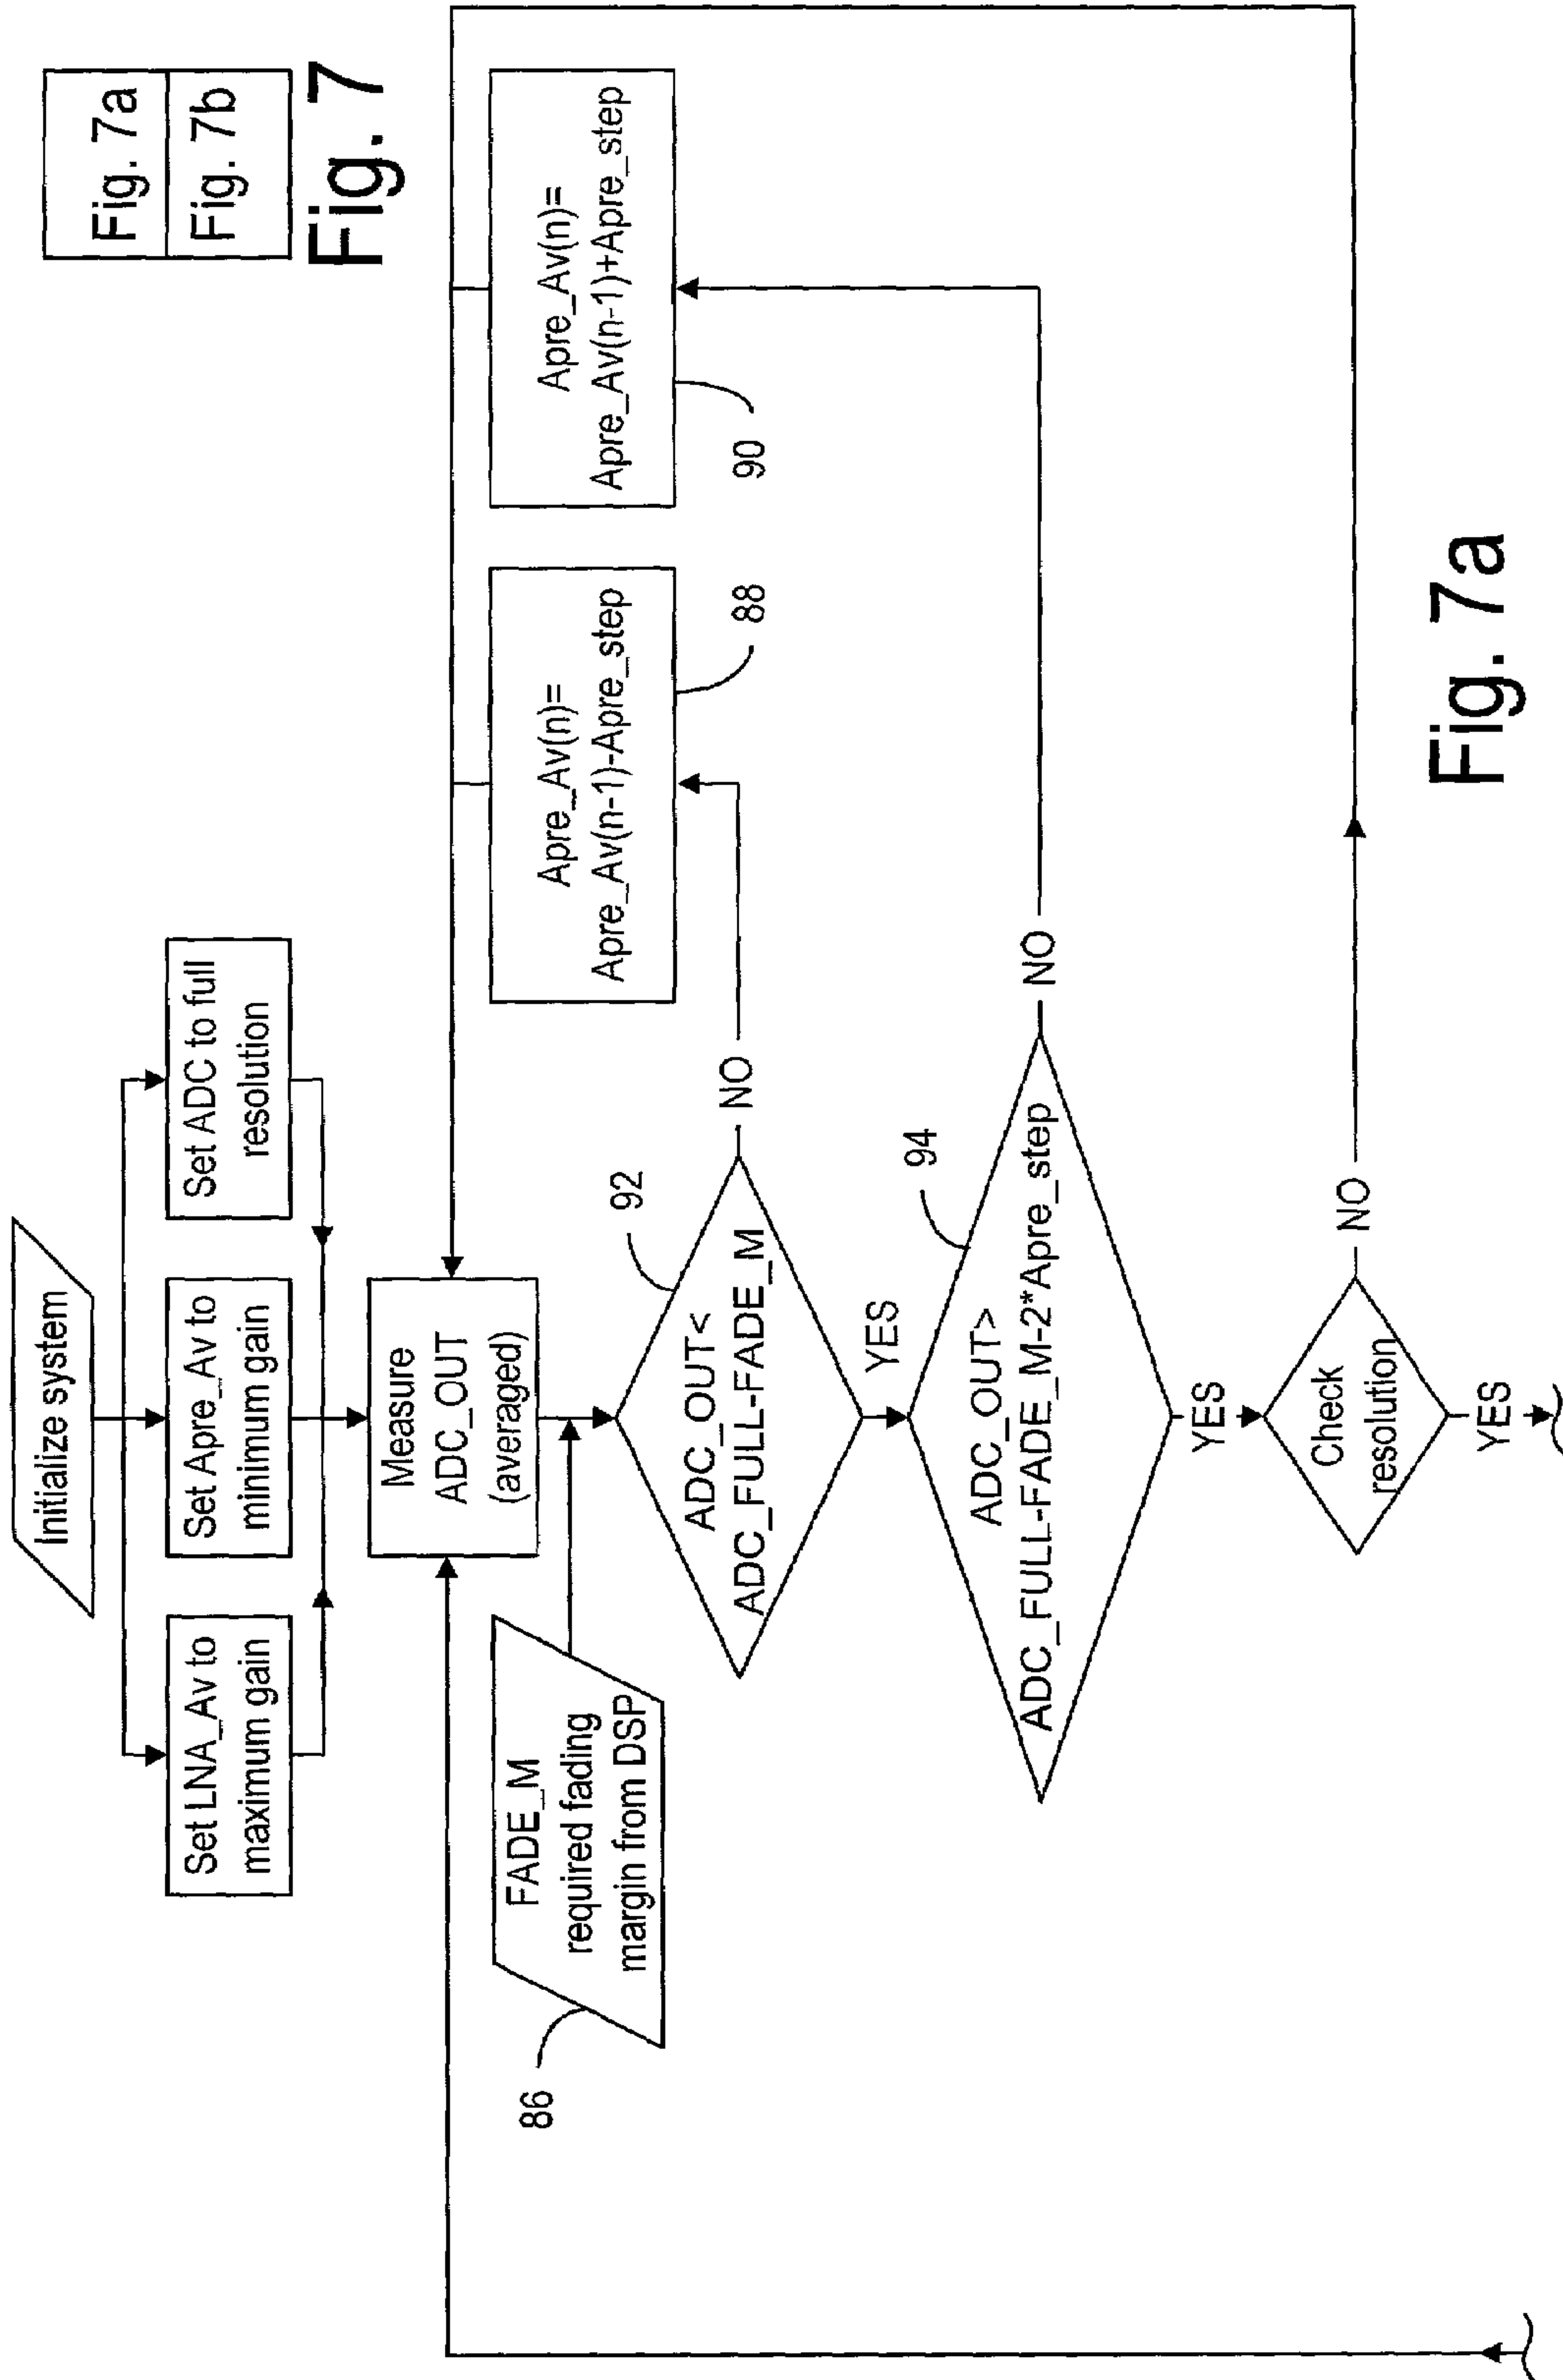 Fig. 7a
Fig. 7b
Fig. 7
Initialize system
Set LNA_Av to
maximum gain
Set Apre_Av to
minimum gain
Set ADC to full
resolution
Measure
ADC_OUT
(averaged)
FADE_M
required fading
margin from DSP
86
Apre_Av(n)=
Apre_Av(n-1)-Apre_step
88
Apre_Av(n)=
Apre_Av(n-1)+Apre_step
90
92
ADC_OUT<
ADC_FULL-FADE_M
NO
YES
94
ADC_OUT>
ADC_FULL-FADE_M-2*Apre_step
NO
YES
Check
resolution
NO
YES
Fig. 7a